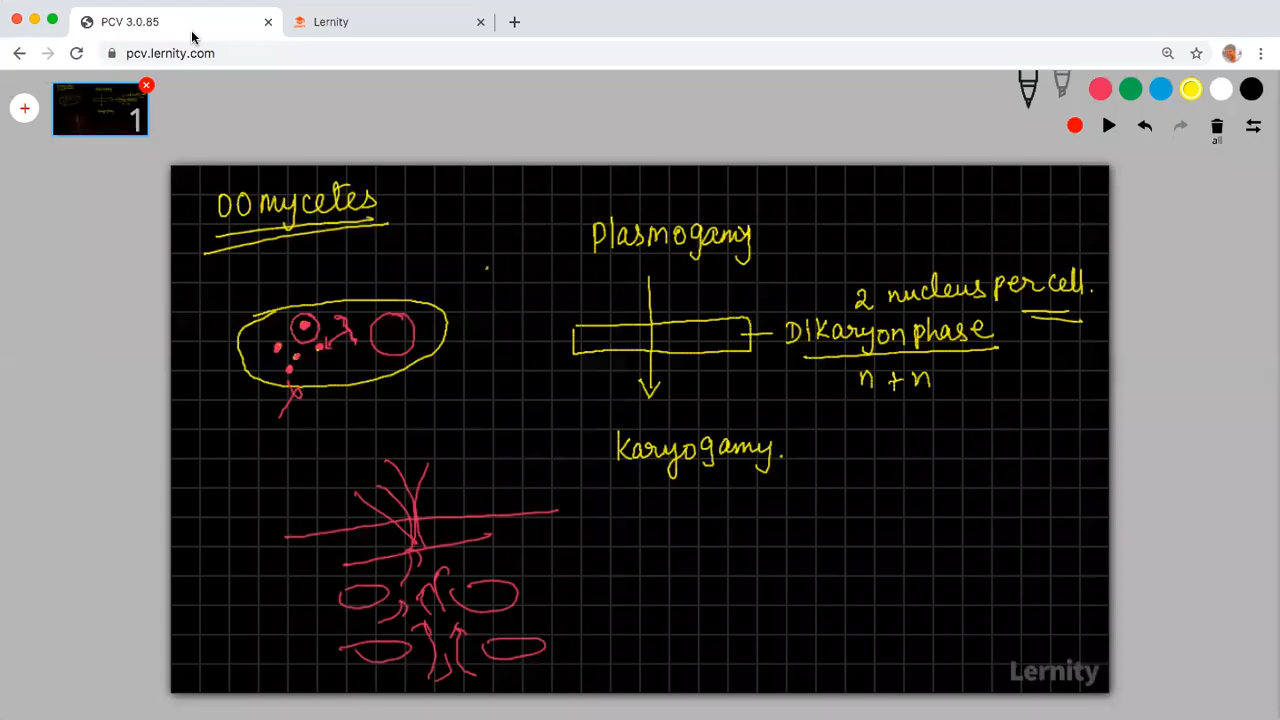 PCV 3.0.85
Lernity
pcv.lernity.com
1
all
OOmycetes
Plasmogamy
2 nucleus per cell.
DIKaryon phase
n + n
Karyogamy.
Lernity